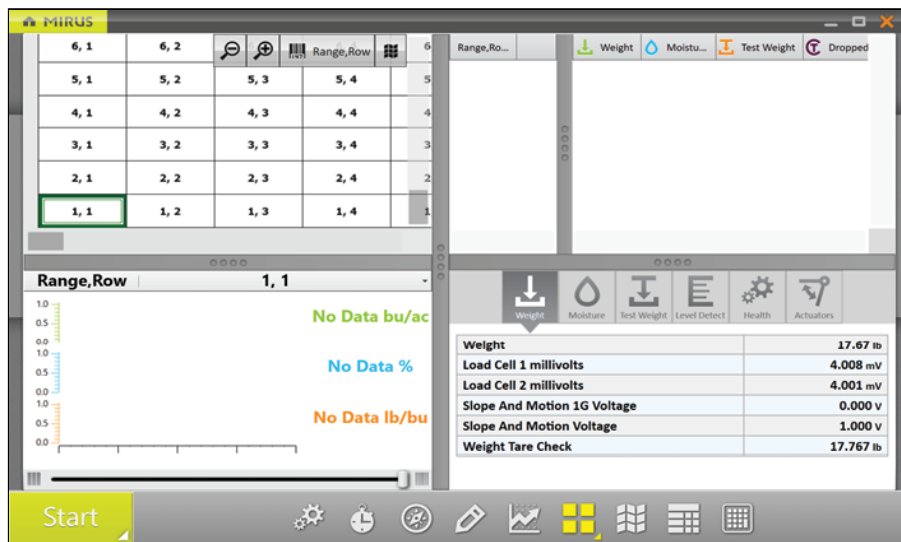 MIRUS
6, 1 6, 2 Range,Row 6
5, 1 5, 2 5, 3 5, 4 5
4, 1 4, 2 4, 3 4, 4 4
3, 1 3, 2 3, 3 3, 4 3
2, 1 2, 2 2, 3 2, 4 2
1, 1 1, 2 1, 3 1, 4 1
Range,Ro... Weight Moistu... Test Weight Dropped
Range,Row 1, 1
1.0
0.5
0.0
No Data bu/ac
1.0
0.5
0.0
No Data %
1.0
0.5
0.0
No Data lb/bu
Weight Moisture Test Weight Level Detect Health Actuators
Weight 17.67 lb
Load Cell 1 millivolts 4.008 mV
Load Cell 2 millivolts 4.001 mV
Slope And Motion 1G Voltage 0.000 V
Slope And Motion Voltage 1.000 V
Weight Tare Check 17.767 lb
Start